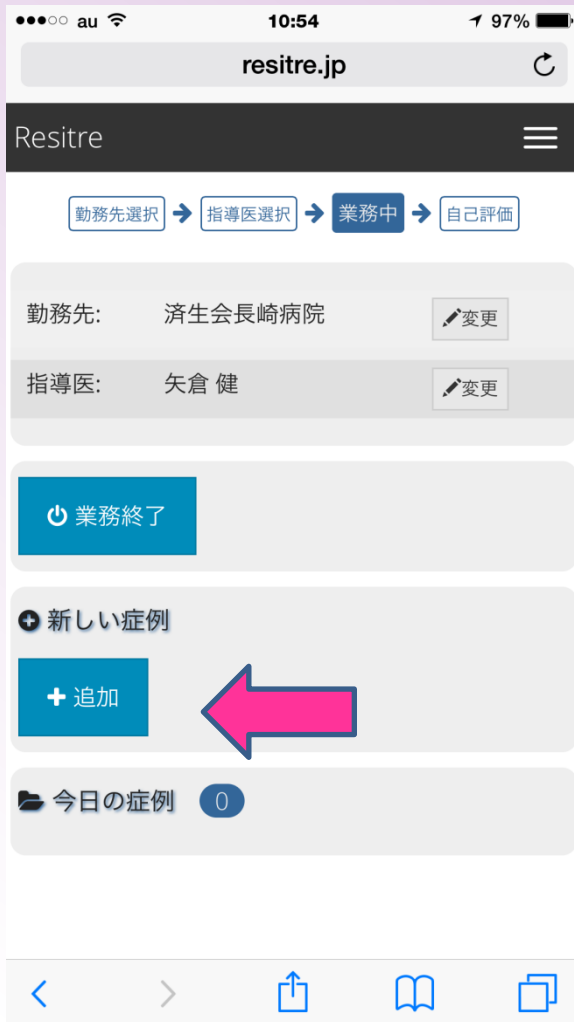 au 10:54 97%
resitre.jp
Resitre
勤務先選択 指導医選択 業務中 自己評価
勤務先: 済生会長崎病院 変更
指導医: 矢倉 健 変更
業務終了
新しい症例
追加
今日の症例 0